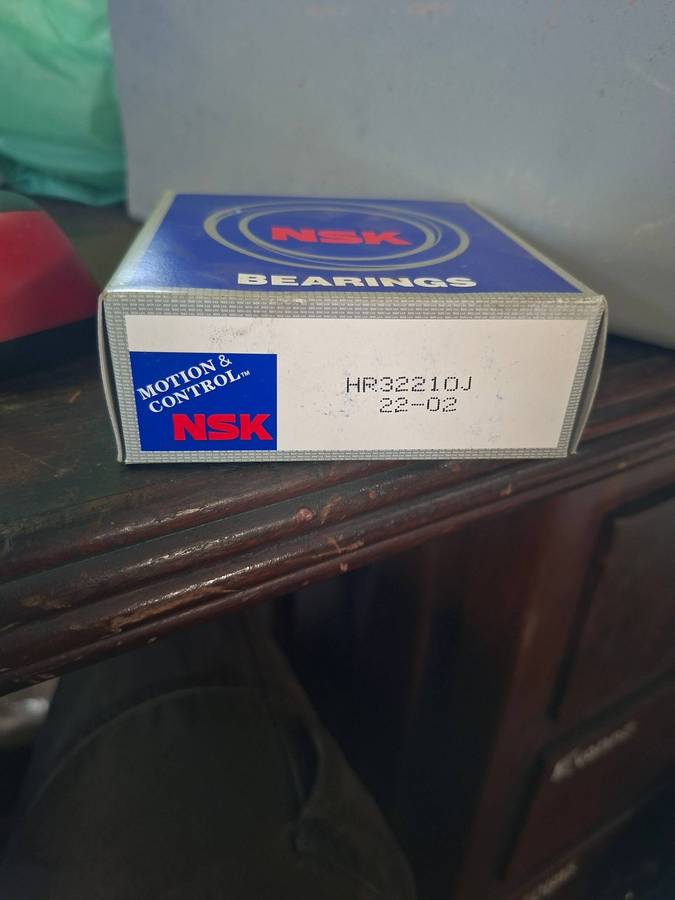 NSK
BEARINGS
MOTION &
CONTROL™
NSK
HR32210J
22-02